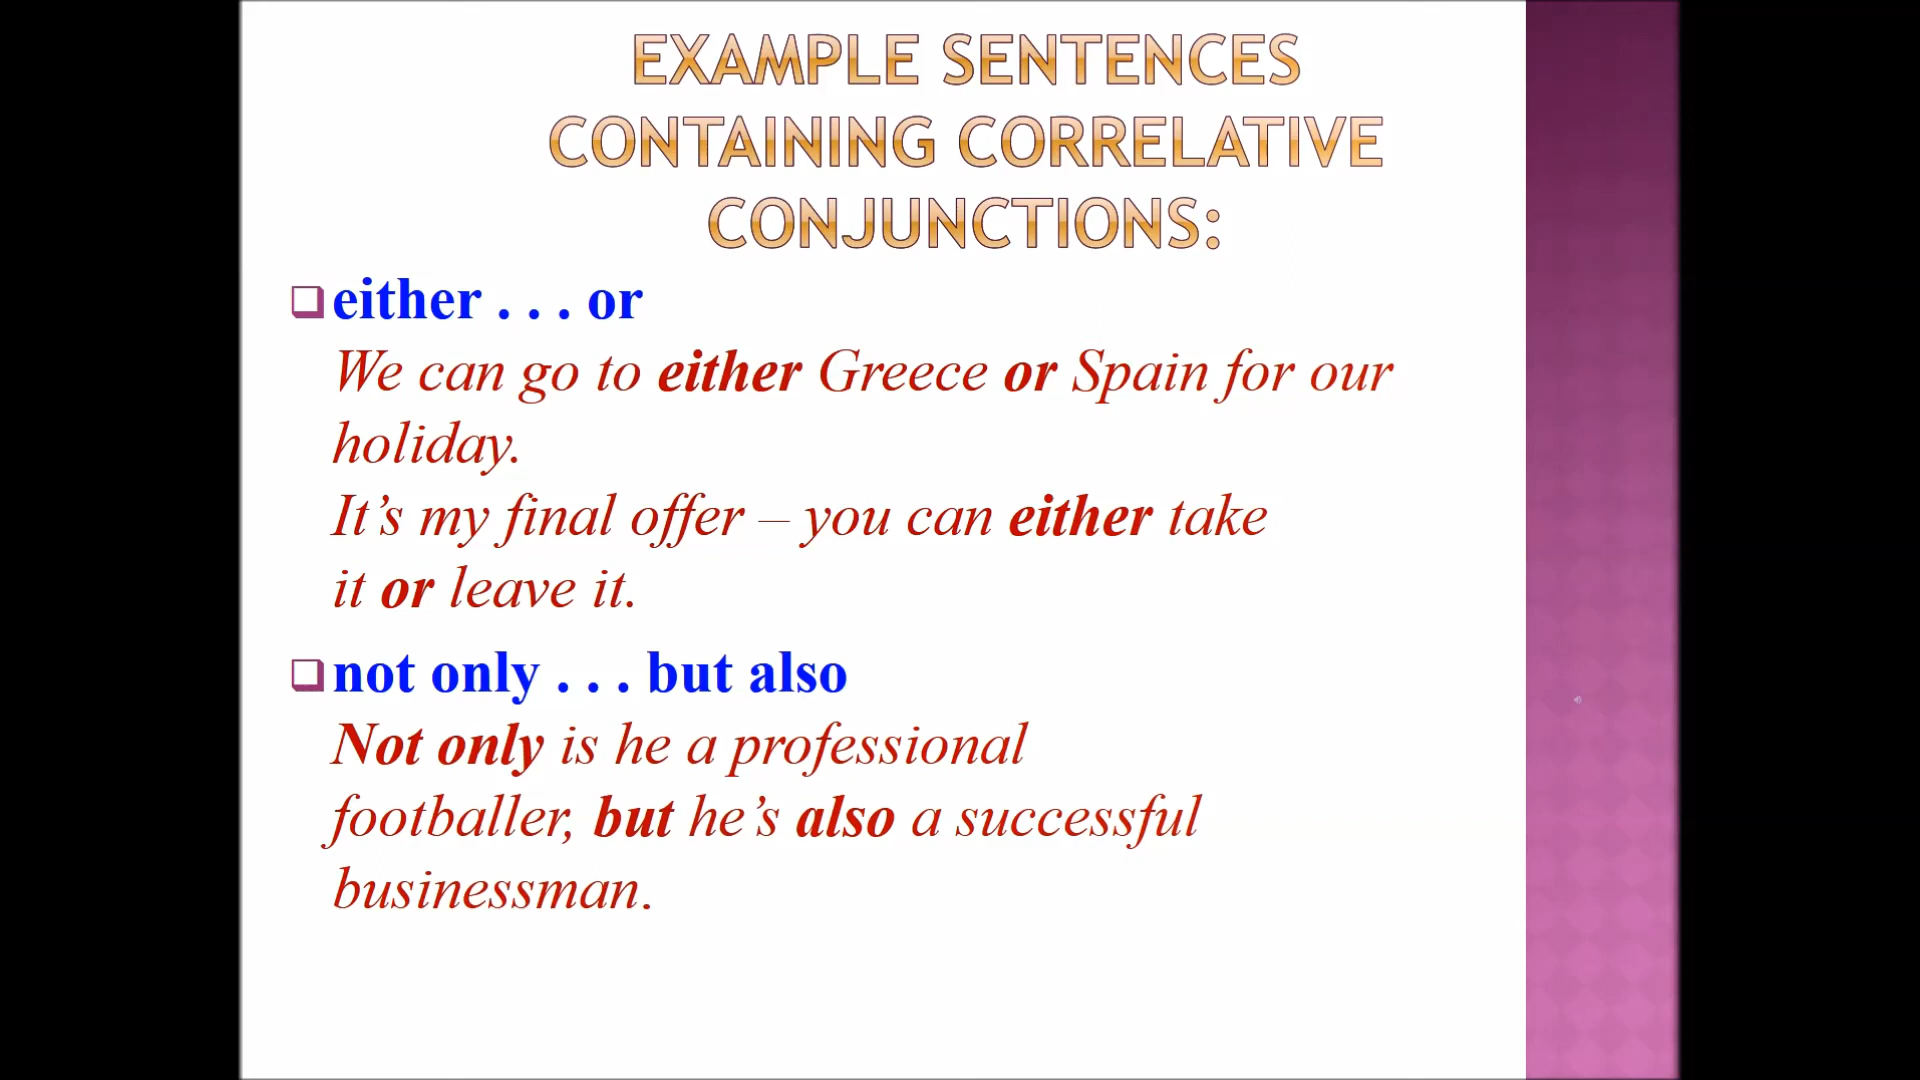 EXAMPLE SENTENCES
CONTAINING CORRELATIVE
CONJUNCTIONS:
either . . . or
We can go to either Greece or Spain for our
holiday.
It’s my final offer – you can either take
it or leave it.
not only . . . but also
Not only is he a professional
footballer, but he’s also a successful
businessman.